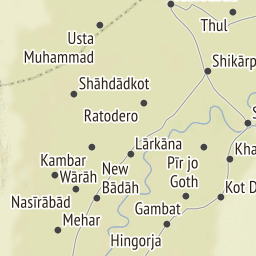 Thul
Usta
Muhammad
Shikārp
Shāhdādkot
Ratodero
Lārkāna
Kambar
New
Pīr jo
Kha
Wārāh
Bādāh
Goth
Kot D
Nasīrābād
Mehar
Gambat
Hingorja